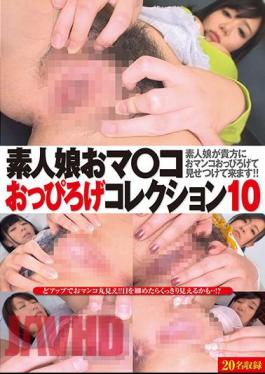 素人娘おマ〇コ
素人娘が貴方に
おマンコおっぴろげて
見せつけて来ます!!
おっぴろげコレクション10
どアップでおマンコ丸見え!!目を細めたらくっきり見えるかも…!?
JAVHD
20名収録